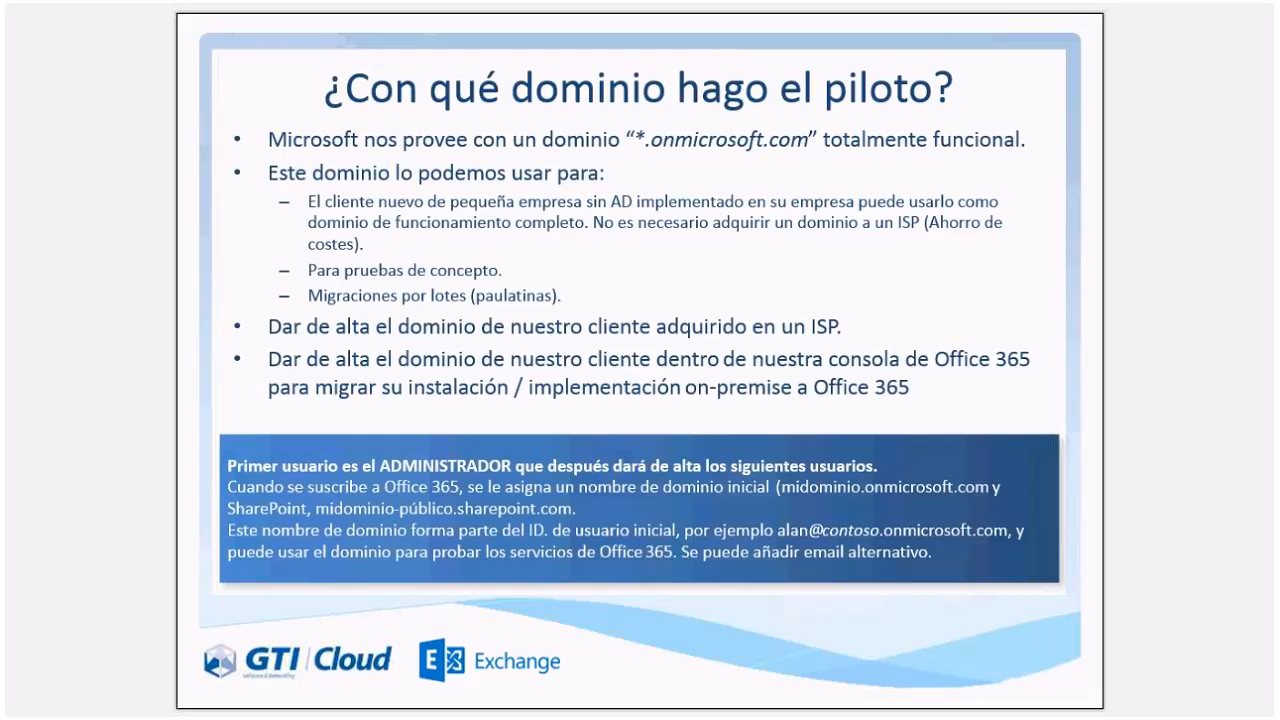 ¿Con qué dominio hago el piloto?
• Microsoft nos provee con un dominio “*.onmicrosoft.com” totalmente funcional.
• Este dominio lo podemos usar para:
– El cliente nuevo de pequeña empresa sin AD implementado en su empresa puede usarlo como
dominio de funcionamiento completo. No es necesario adquirir un dominio a un ISP (Ahorro de
costes).
– Para pruebas de concepto.
– Migraciones por lotes (paulatinas).
• Dar de alta el dominio de nuestro cliente adquirido en un ISP.
• Dar de alta el dominio de nuestro cliente dentro de nuestra consola de Office 365
para migrar su instalación / implementación on-premise a Office 365
Primer usuario es el ADMINISTRADOR que después dará de alta los siguientes usuarios.
Cuando se suscribe a Office 365, se le asigna un nombre de dominio inicial (midominio.onmicrosoft.com y
SharePoint, midominio-público.sharepoint.com.
Este nombre de dominio forma parte del ID. de usuario inicial, por ejemplo alan@contoso.onmicrosoft.com, y
puede usar el dominio para probar los servicios de Office 365. Se puede añadir email alternativo.
GTI | Cloud
Exchange